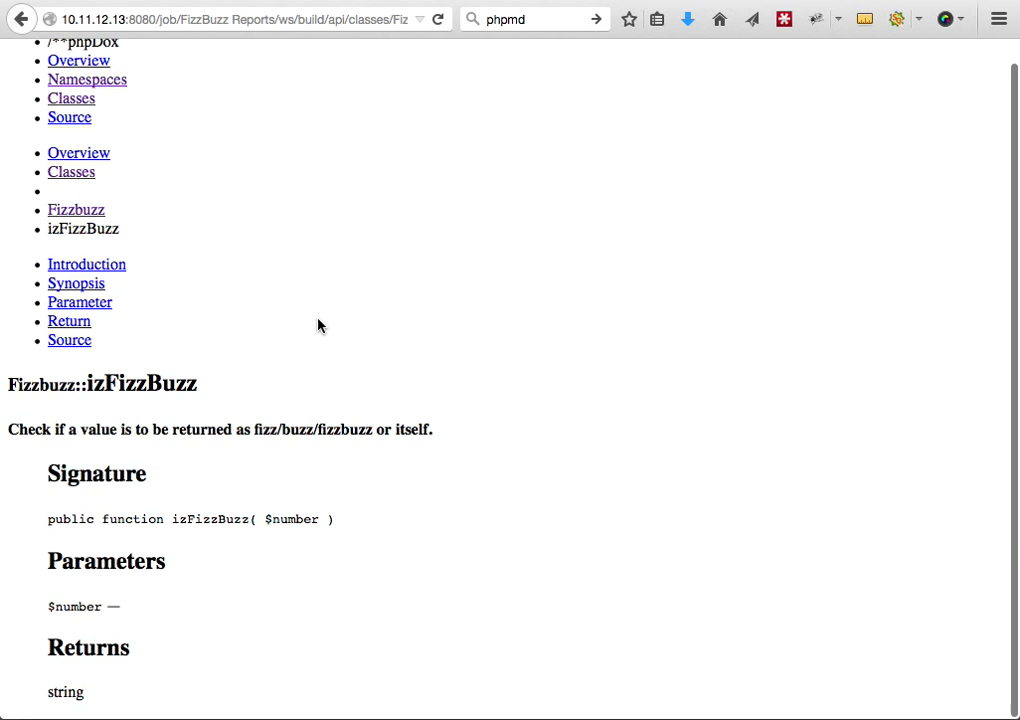 10.11.12.13:8080/job/FizzBuzz Reports/ws/build/api/classes/Fiz
phpmd
/**phpDox
Overview
Namespaces
Classes
Source
Overview
Classes
Fizzbuzz
izFizzBuzz
Introduction
Synopsis
Parameter
Return
Source
Fizzbuzz::izFizzBuzz
Check if a value is to be returned as fizz/buzz/fizzbuzz or itself.
Signature
public function izFizzBuzz( $number )
Parameters
$number —
Returns
string